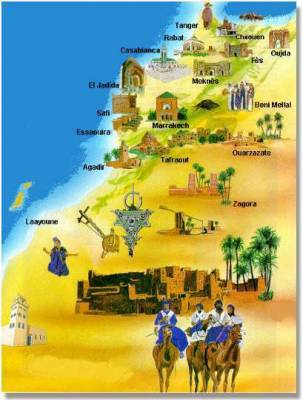 Tanger
Chaouen
Rabat
Oujda
Casablanca
Fès
Meknès
El Jadida
Beni Mellal
Safi
Marrakech
Essaouira
Ouarzazate
Tafraout
Agadir
Zagora
Laayoune